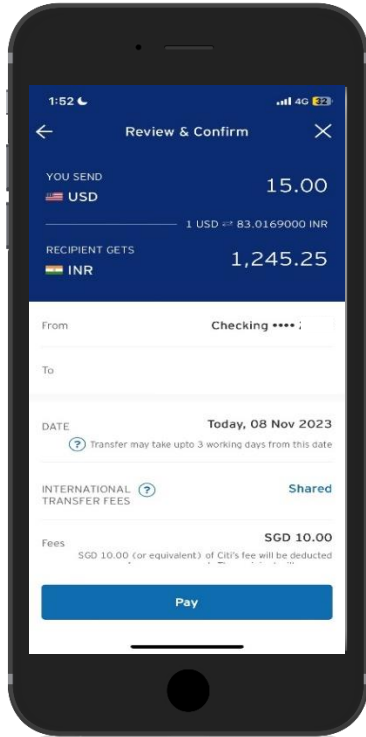 1:52
4G 32
Review & Confirm
YOU SEND
USD
15.00
1 USD ⇄ 83.0169000 INR
RECIPIENT GETS
INR
1,245.25
From
Checking ••••
To
DATE
Today, 08 Nov 2023
? Transfer may take upto 3 working days from this date
INTERNATIONAL ?
TRANSFER FEES
Shared
Fees
SGD 10.00
SGD 10.00 (or equivalent) of Citi's fee will be deducted
Pay